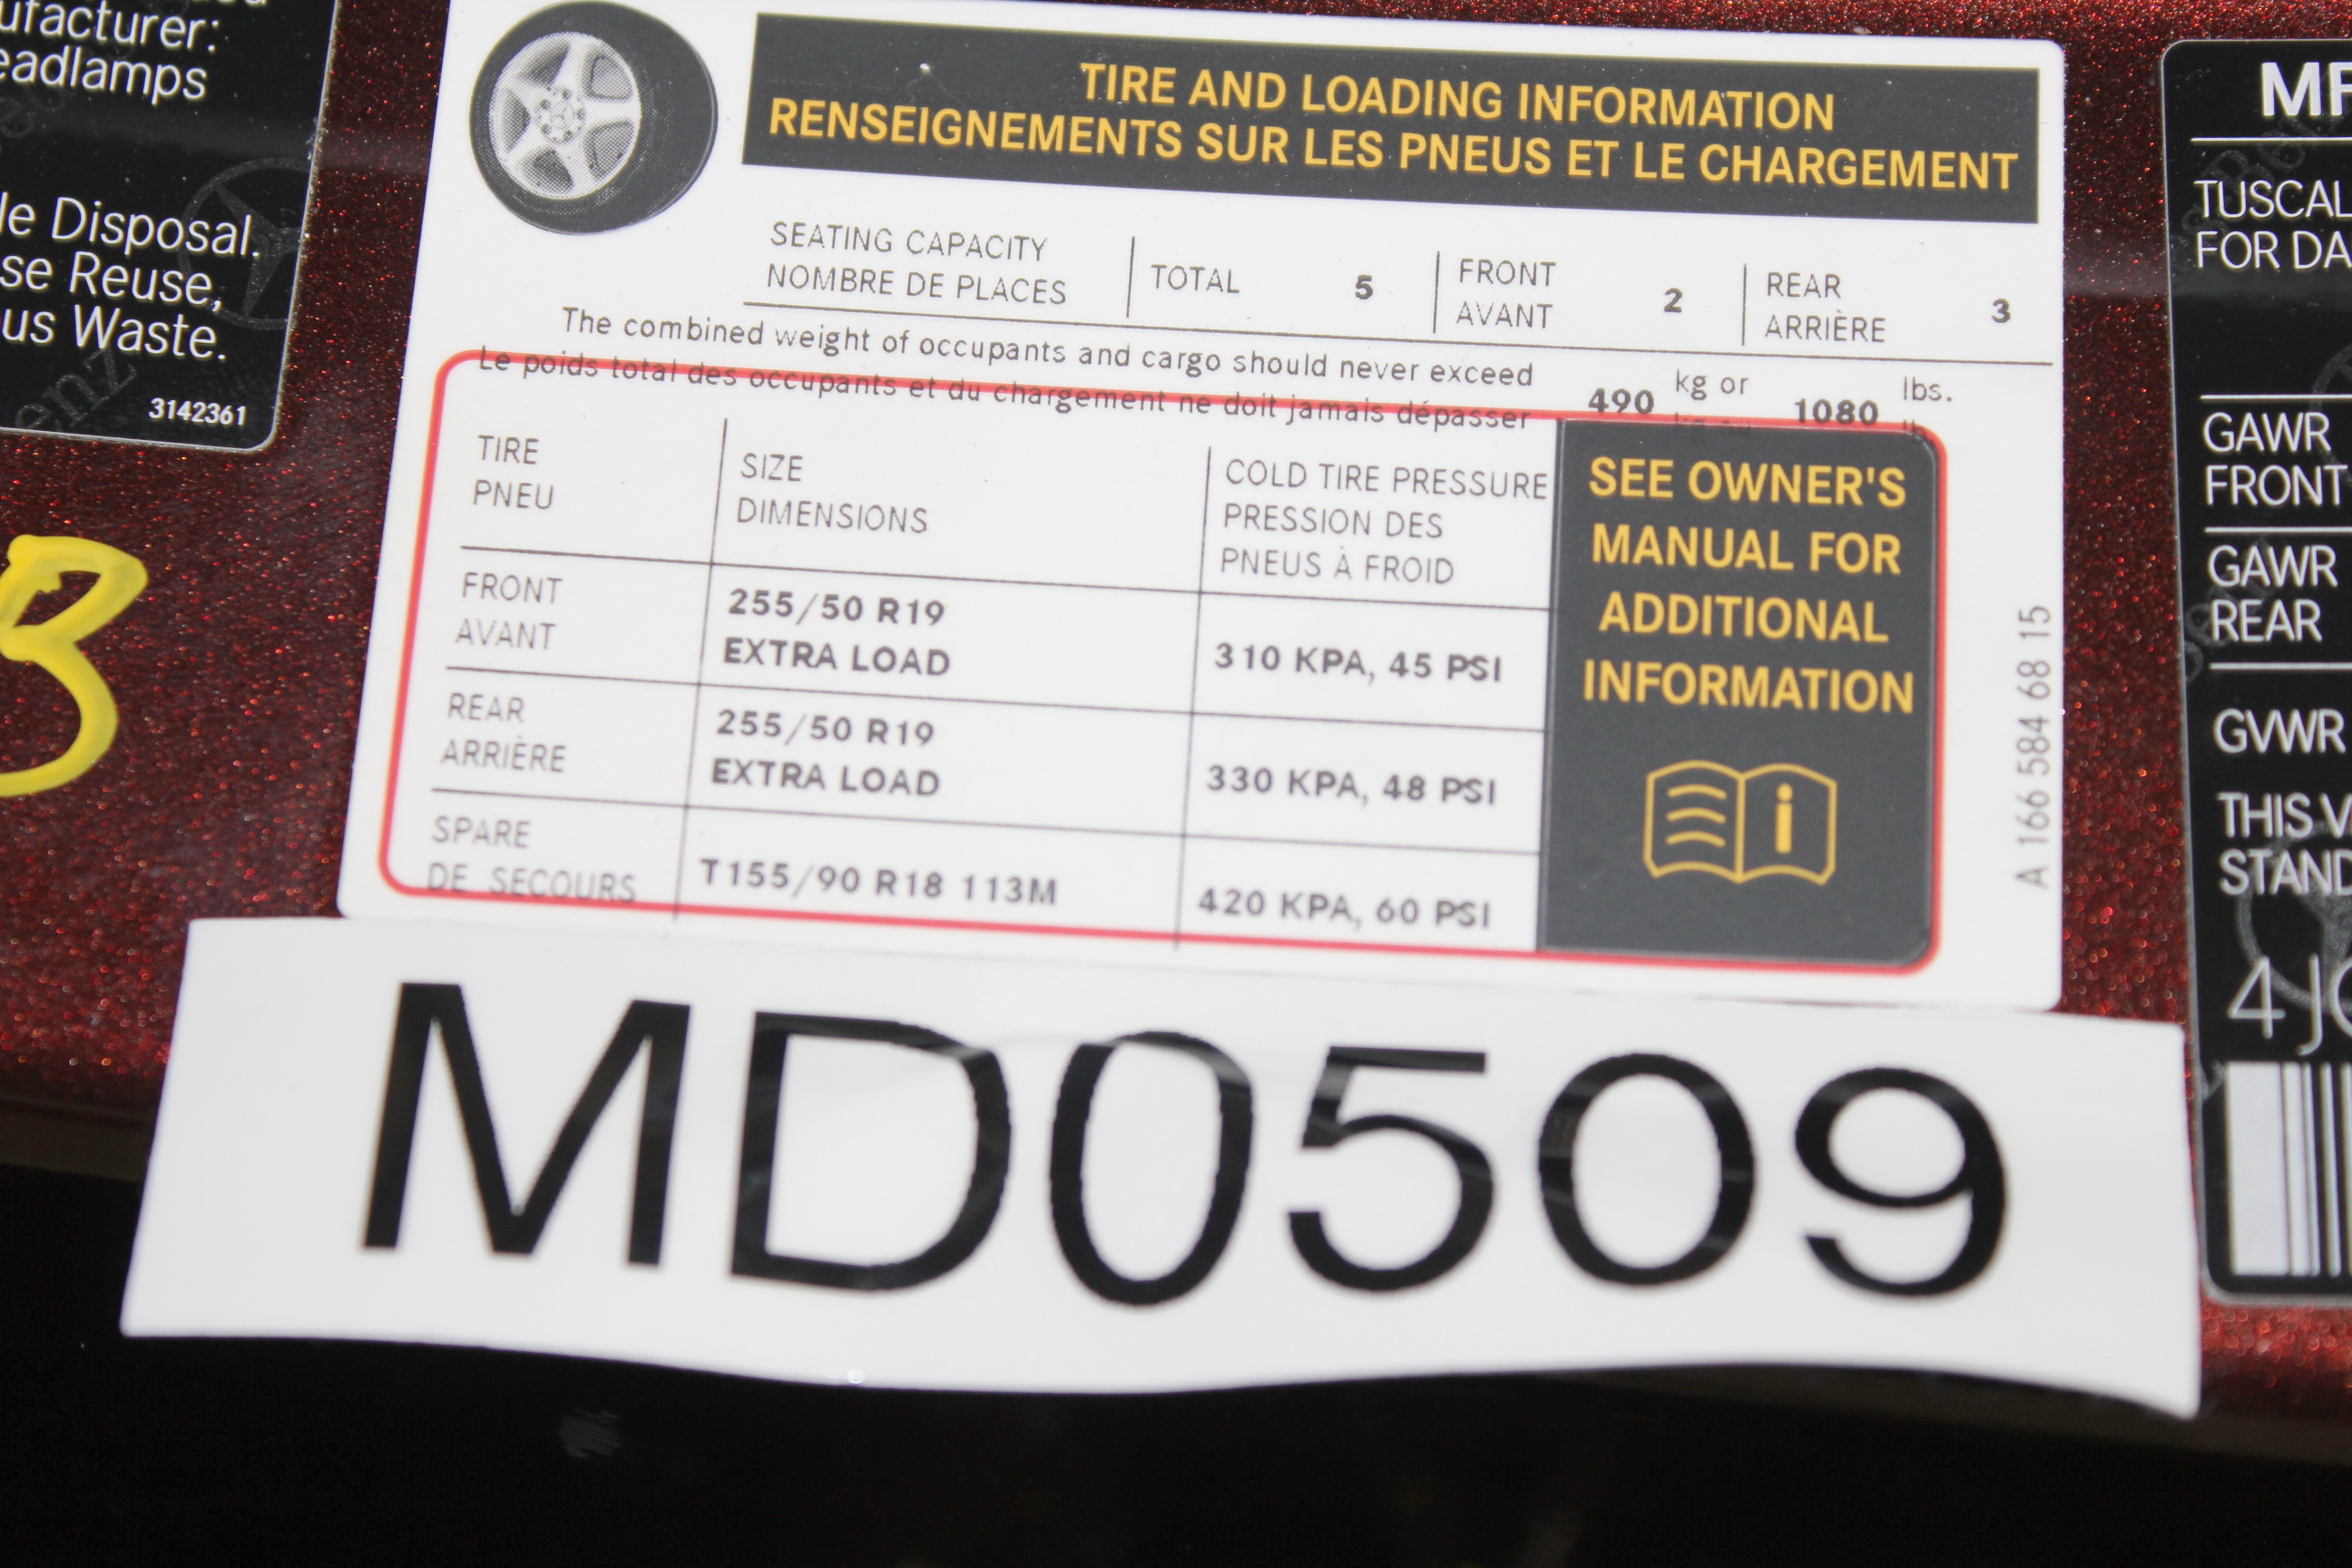 ufacturer:
eadlamps
le Disposal.
se Reuse,
ous Waste.
3142361
TIRE AND LOADING INFORMATION
RENSEIGNEMENTS SUR LES PNEUS ET LE CHARGEMENT
SEATING CAPACITY
NOMBRE DE PLACES
TOTAL 5
FRONT
AVANT 2
REAR
ARRIÈRE 3
The combined weight of occupants and cargo should never exceed
Le poids total des occupants et du chargement ne doit jamais dépasser
490 kg or 1080 lbs.
kg ou
TIRE
PNEU
SIZE
DIMENSIONS
COLD TIRE PRESSURE
PRESSION DES
PNEUS À FROID
FRONT
AVANT
255/50 R19
EXTRA LOAD
310 KPA, 45 PSI
REAR
ARRIÈRE
255/50 R19
EXTRA LOAD
330 KPA, 48 PSI
SPARE
DE SECOURS
T155/90 R18 113M
420 KPA, 60 PSI
SEE OWNER'S
MANUAL FOR
ADDITIONAL
INFORMATION
i
A 166 584 68 15
MD0509
B
TUSCAL
FOR DA
GAWR
FRONT
GAWR
REAR
GVWR
THIS V
STAND
4J